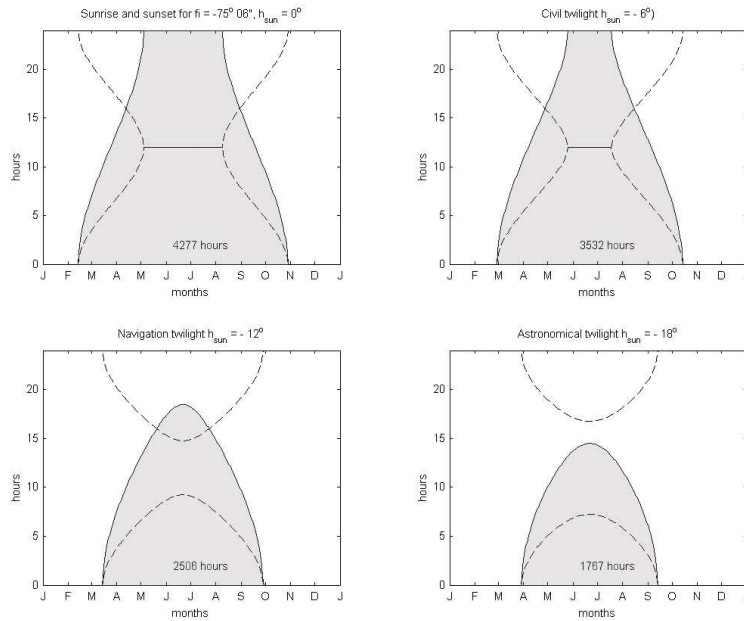 Sunrise and sunset for fi = -75° 06", h_sun = 0°
20
15
10
5
0
hours
4277 hours
J F M A M J J A S O N D J
months
Civil twilight h_sun = - 6°)
20
15
10
5
0
hours
3532 hours
J F M A M J J A S O N D
months
Navigation twilight h_sun = - 12°
20
15
10
5
0
hours
2506 hours
J F M A M J J A S O N D J
months
Astronomical twilight h_sun = - 18°
20
15
10
5
0
hours
1767 hours
J F M A M J J A S O N D
months